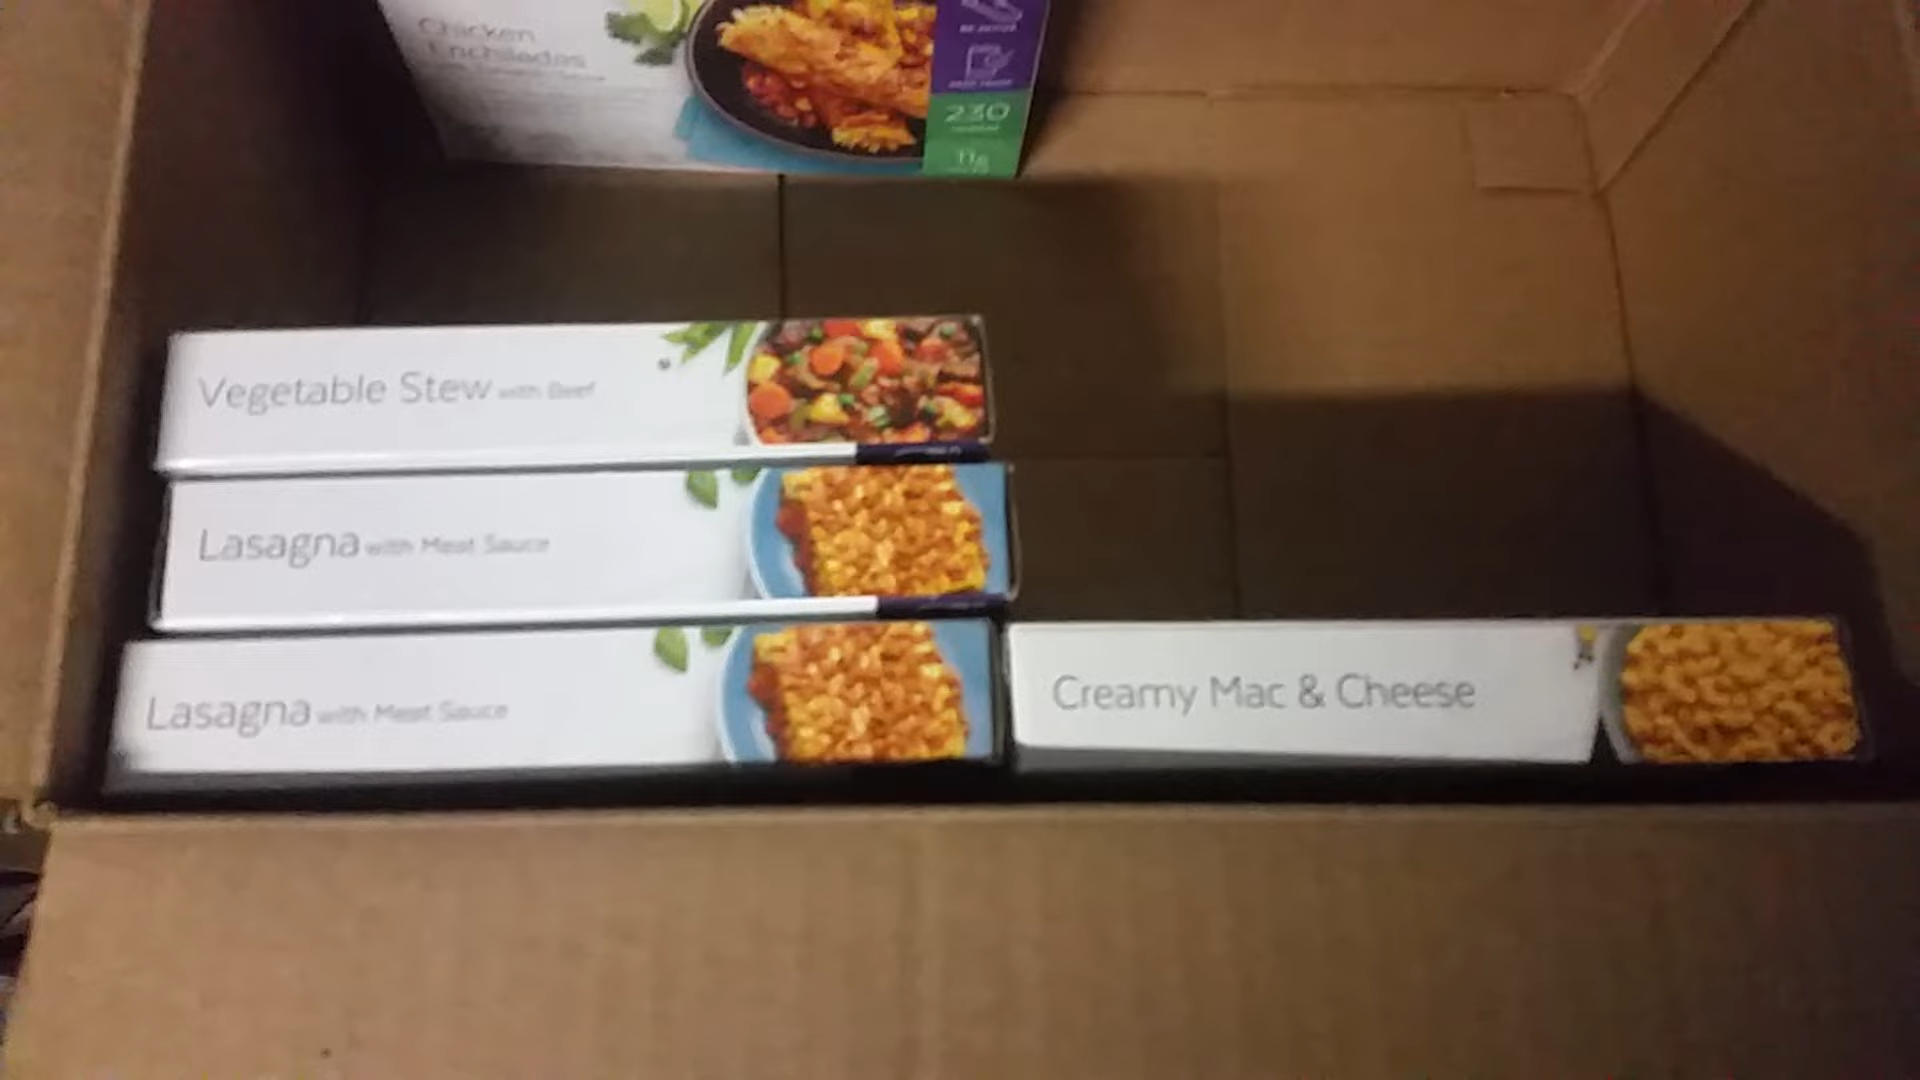 Chicken
Enchiladas
230
11g
Vegetable Stew with Beef
Lasagna with Meat Sauce
Lasagna with Meat Sauce
Creamy Mac & Cheese